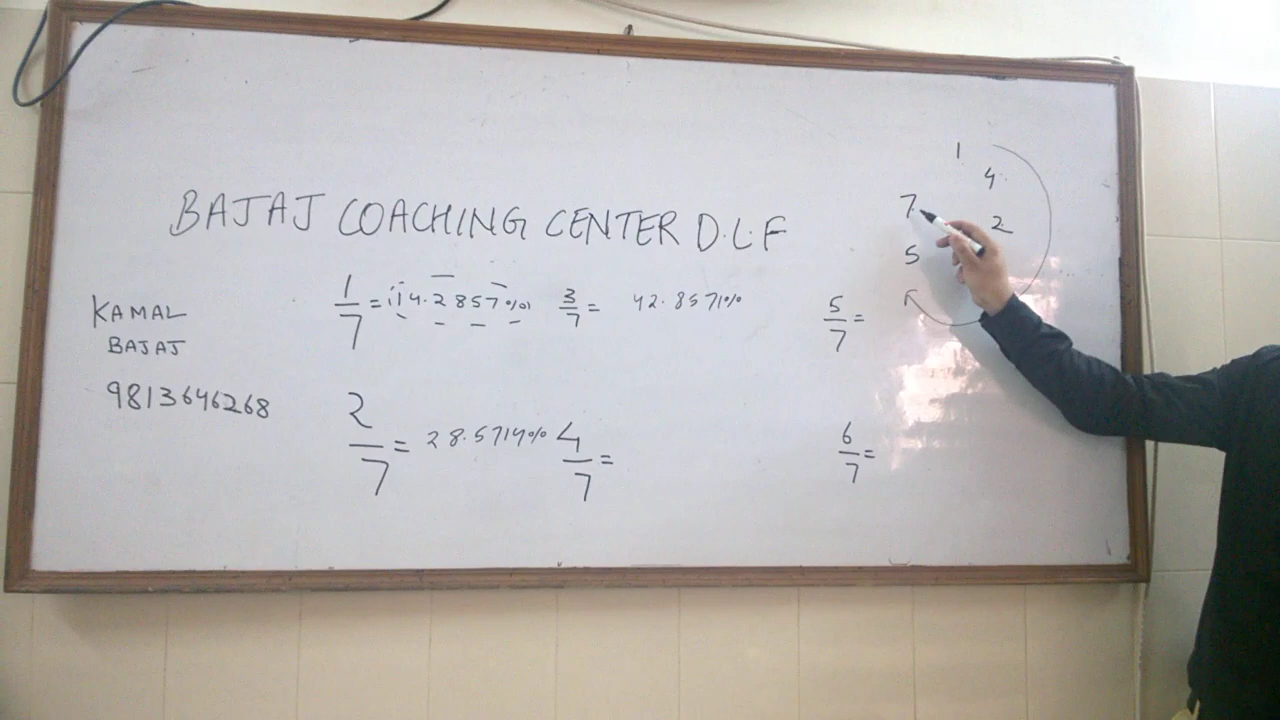 BAJAJ COACHING CENTER D.L.F
KAMAL
BAJAJ
9813646268
1/7 = 14.2857%
3/7 = 42.8571%
5/7 =
2/7 = 28.5714%
4/7 =
6/7 =
1
4
7
2
5